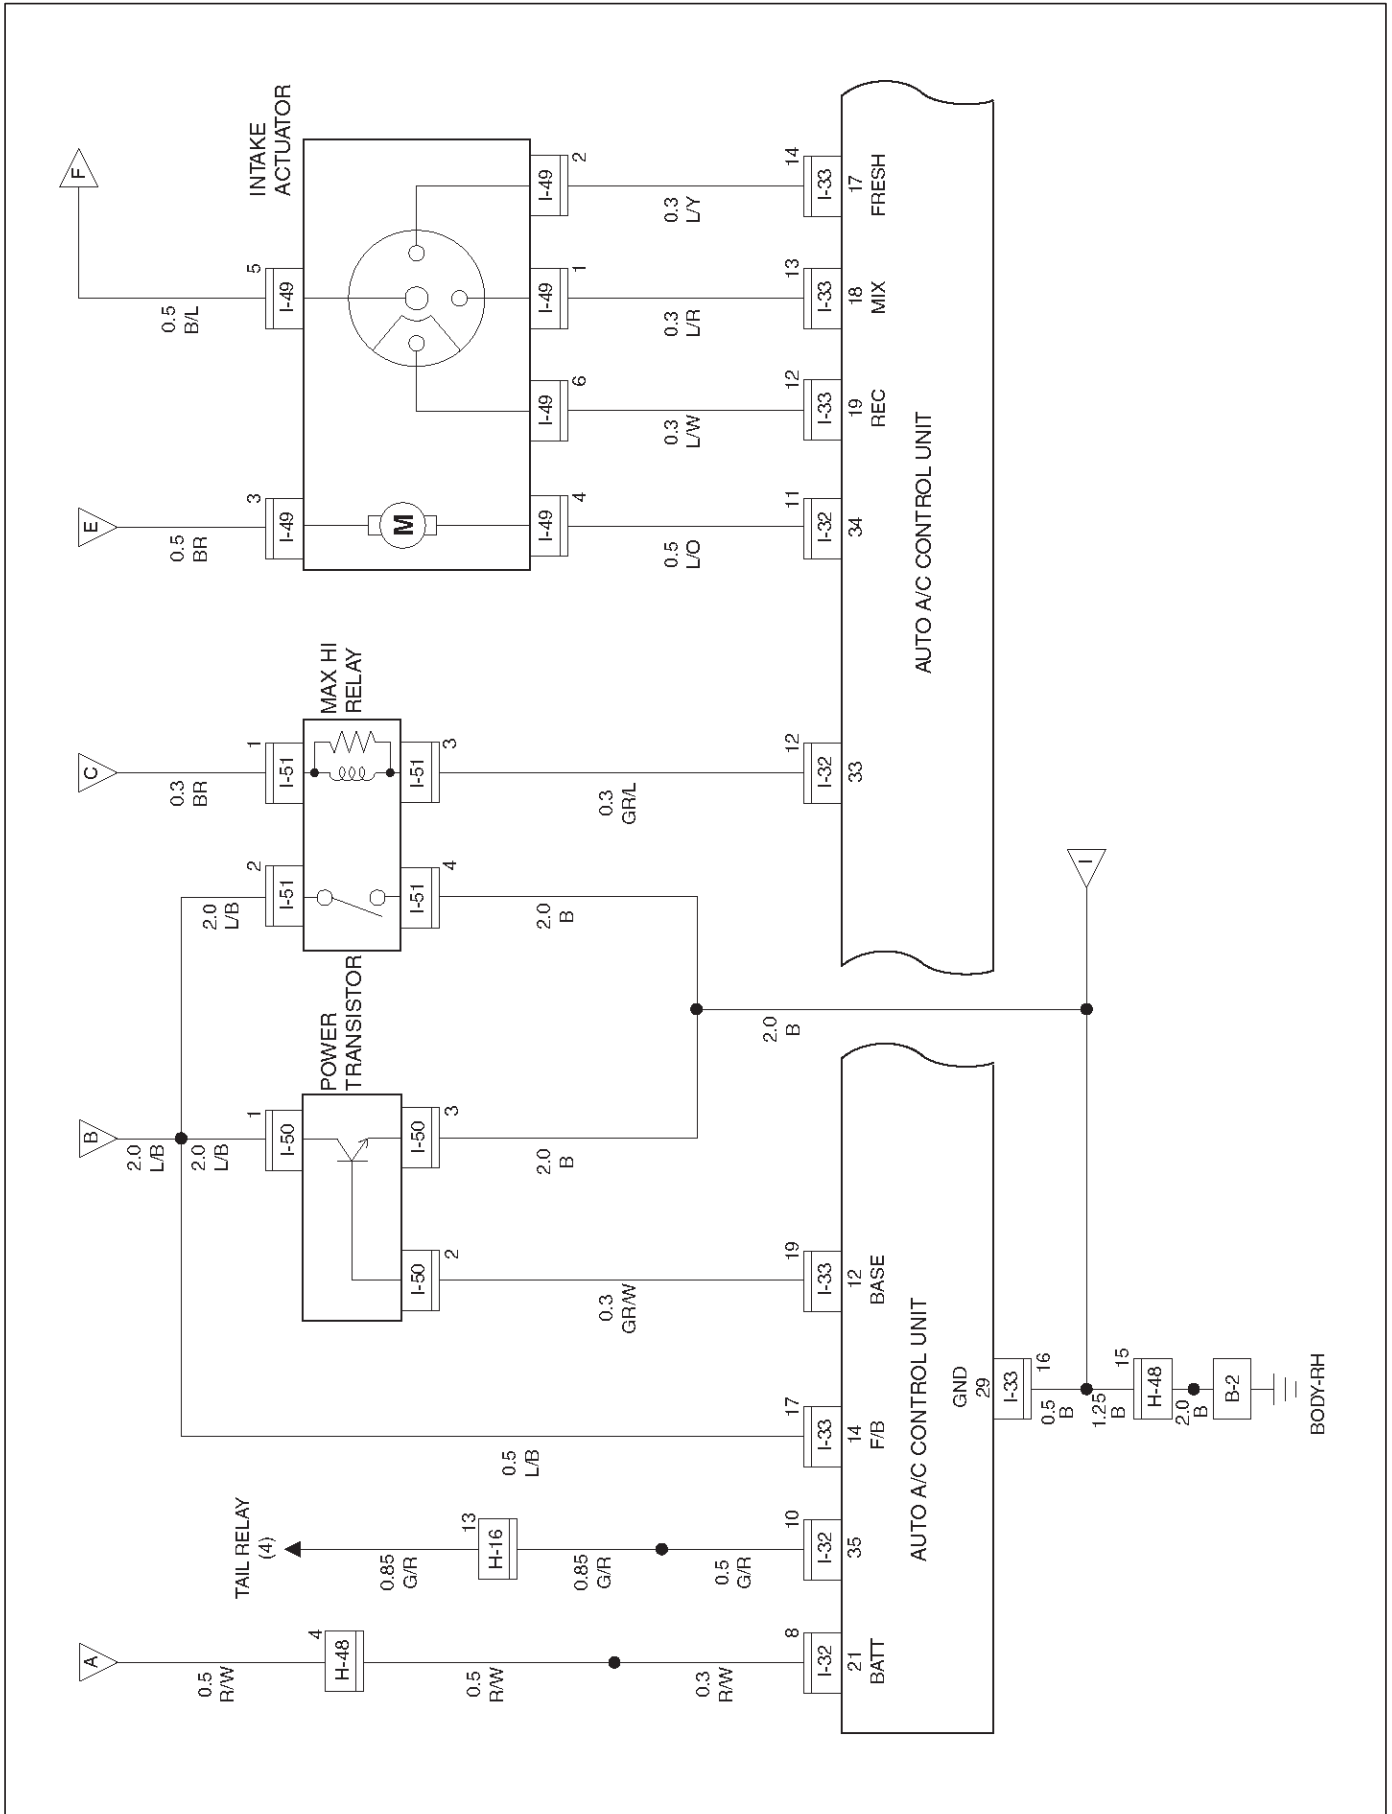 A
0.5
R/W
4
H-48
0.5
R/W
0.3
R/W
8
I-32
21
BATT
TAIL RELAY
(4)
0.85
G/R
13
H-16
0.85
G/R
0.5
G/R
10
I-32
35
0.5
L/B
17
I-33
14
F/B
B
2.0
L/B
2.0
L/B
1
I-50
POWER
TRANSISTOR
I-50
2
I-50
3
0.3
GR/W
2.0
B
19
I-33
12
BASE
AUTO A/C CONTROL UNIT
GND
29
I-33
16
0.5
B
1.25
B
15
H-48
2.0
B
B-2
BODY-RH
2.0
B
I
2.0
L/B
2
I-51
C
0.3
BR
1
I-51
MAX HI
RELAY
I-51
4
I-51
3
2.0
B
0.3
GR/L
12
I-32
33
E
0.5
BR
3
I-49
F
0.5
B/L
5
I-49
INTAKE
ACTUATOR
M
I-49
4
I-49
6
I-49
1
I-49
2
0.5
L/O
0.3
L/W
0.3
L/R
0.3
L/Y
11
I-32
34
12
I-33
19
REC
13
I-33
18
MIX
14
I-33
17
FRESH
AUTO A/C CONTROL UNIT